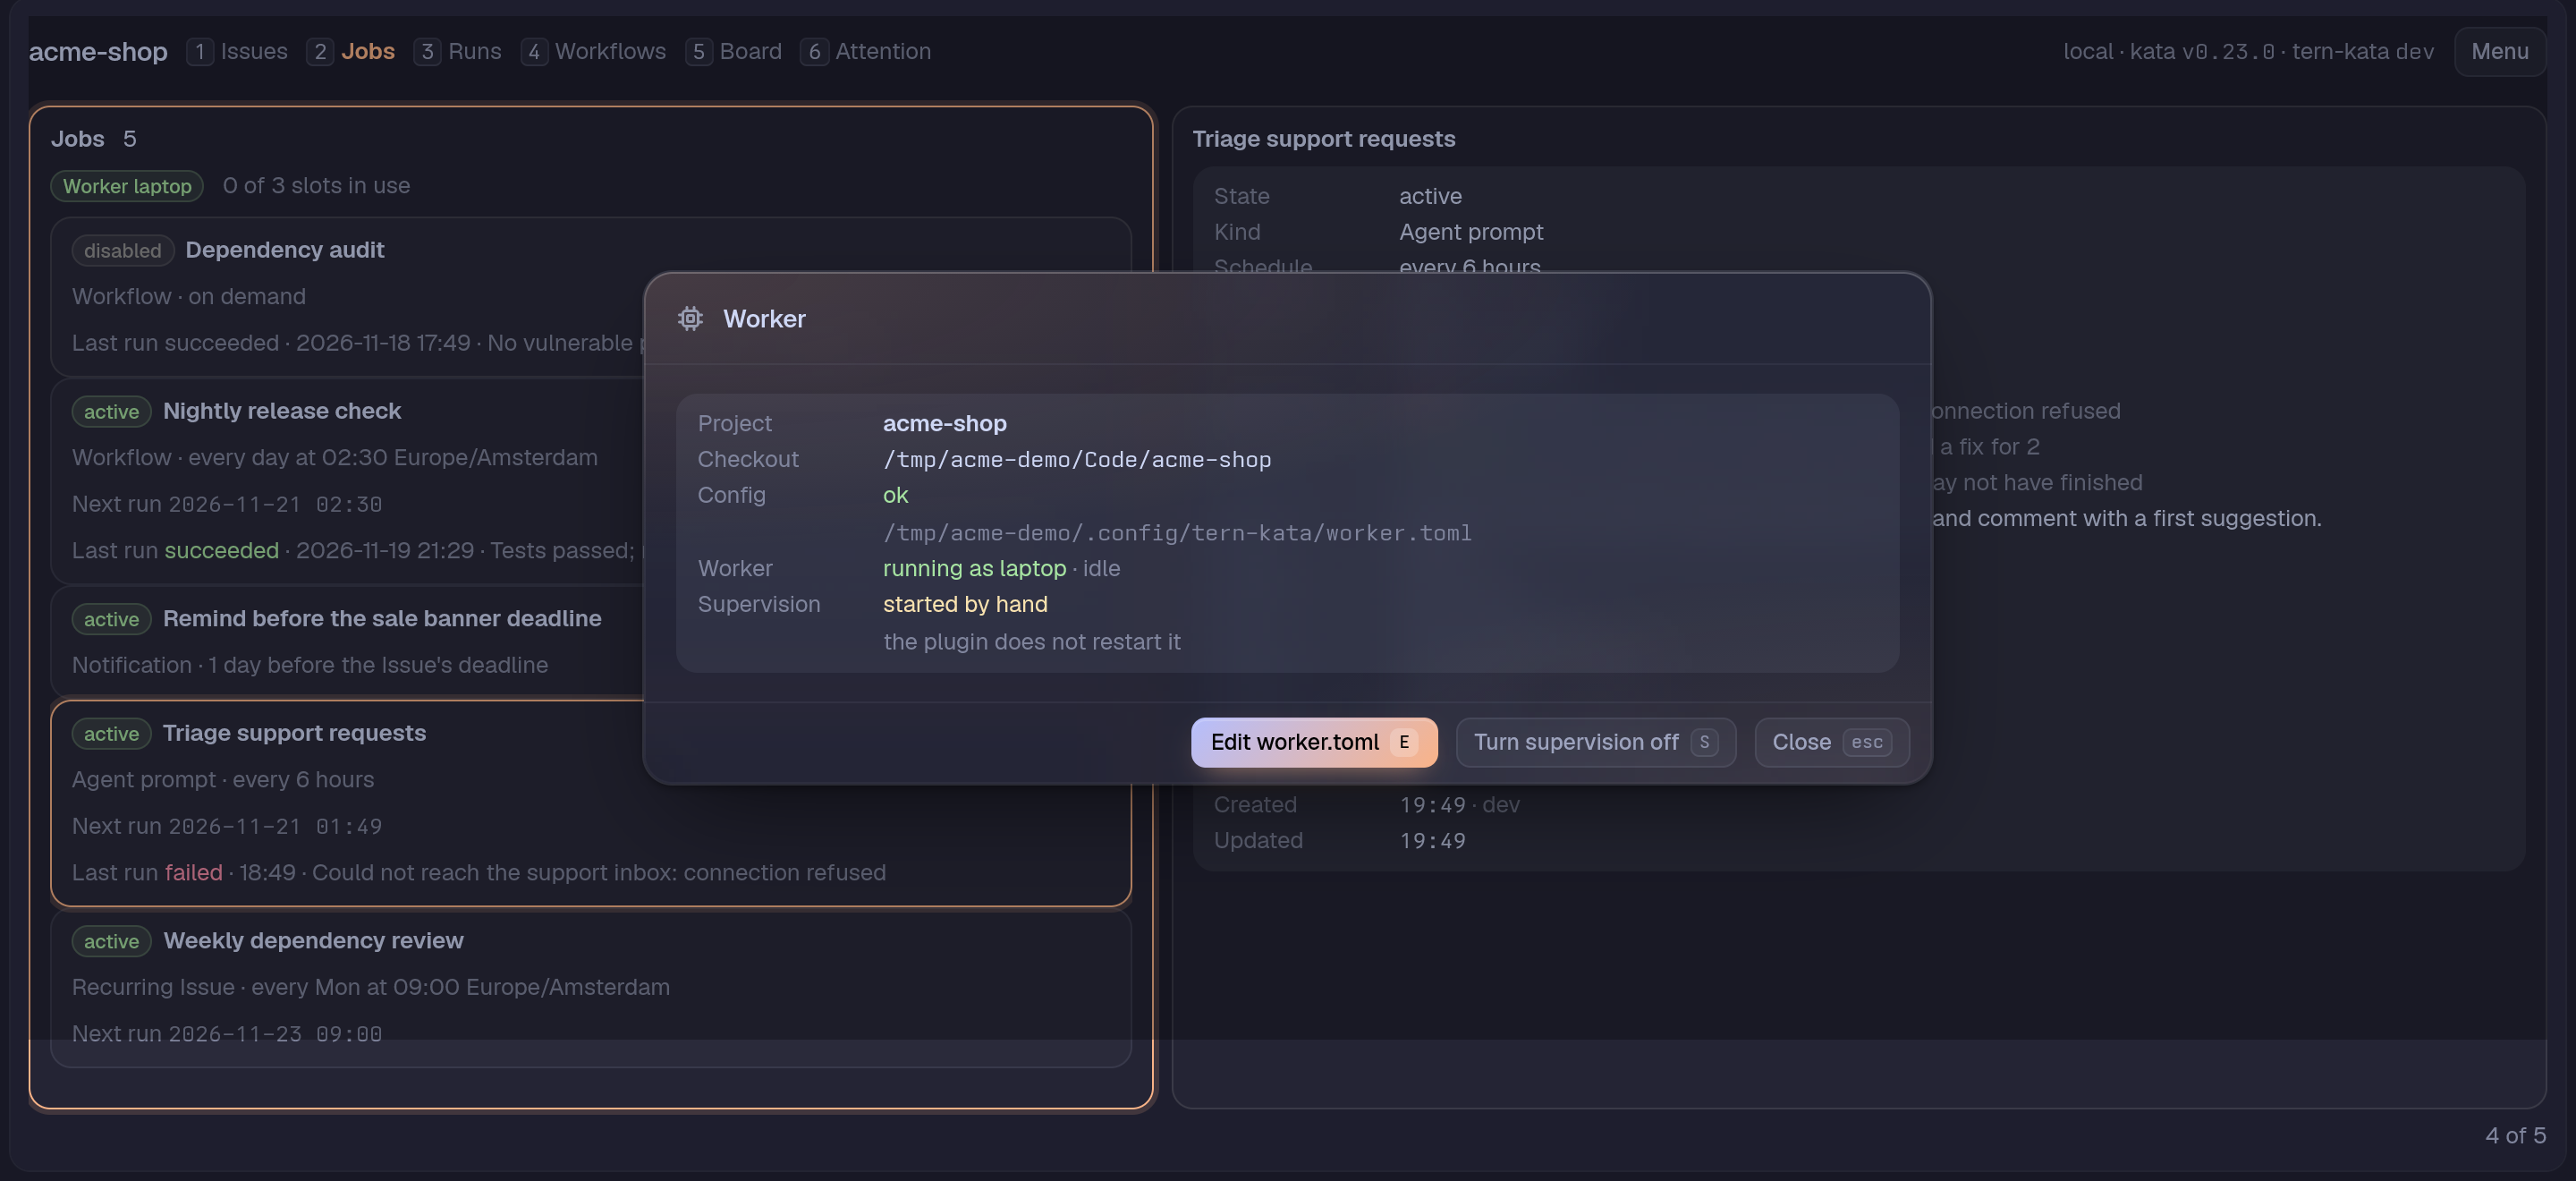 acme-shop 1 Issues 2 Jobs 3 Runs 4 Workflows 5 Board 6 Attention
local · kata v0.23.0 · tern-kata dev Menu
Jobs 5
Worker laptop 0 of 3 slots in use
disabled Dependency audit
Workflow · on demand
Last run succeeded · 2026-11-18 17:49 · No vulnerable
active Nightly release check
Workflow · every day at 02:30 Europe/Amsterdam
Next run 2026-11-21 02:30
Last run succeeded · 2026-11-19 21:29 · Tests passed;
active Remind before the sale banner deadline
Notification · 1 day before the Issue's deadline
active Triage support requests
Agent prompt · every 6 hours
Next run 2026-11-21 01:49
Last run failed · 18:49 · Could not reach the support inbox: connection refused
active Weekly dependency review
Recurring Issue · every Mon at 09:00 Europe/Amsterdam
Next run 2026-11-23 09:00
Triage support requests
State active
Kind Agent prompt
Schedule every 6 hours
onnection refused
a fix for 2
ay not have finished
and comment with a first suggestion.
Created 19:49 · dev
Updated 19:49
Worker
Project acme-shop
Checkout /tmp/acme-demo/Code/acme-shop
Config ok
/tmp/acme-demo/.config/tern-kata/worker.toml
Worker running as laptop · idle
Supervision started by hand
the plugin does not restart it
Edit worker.toml E Turn supervision off S Close esc
4 of 5